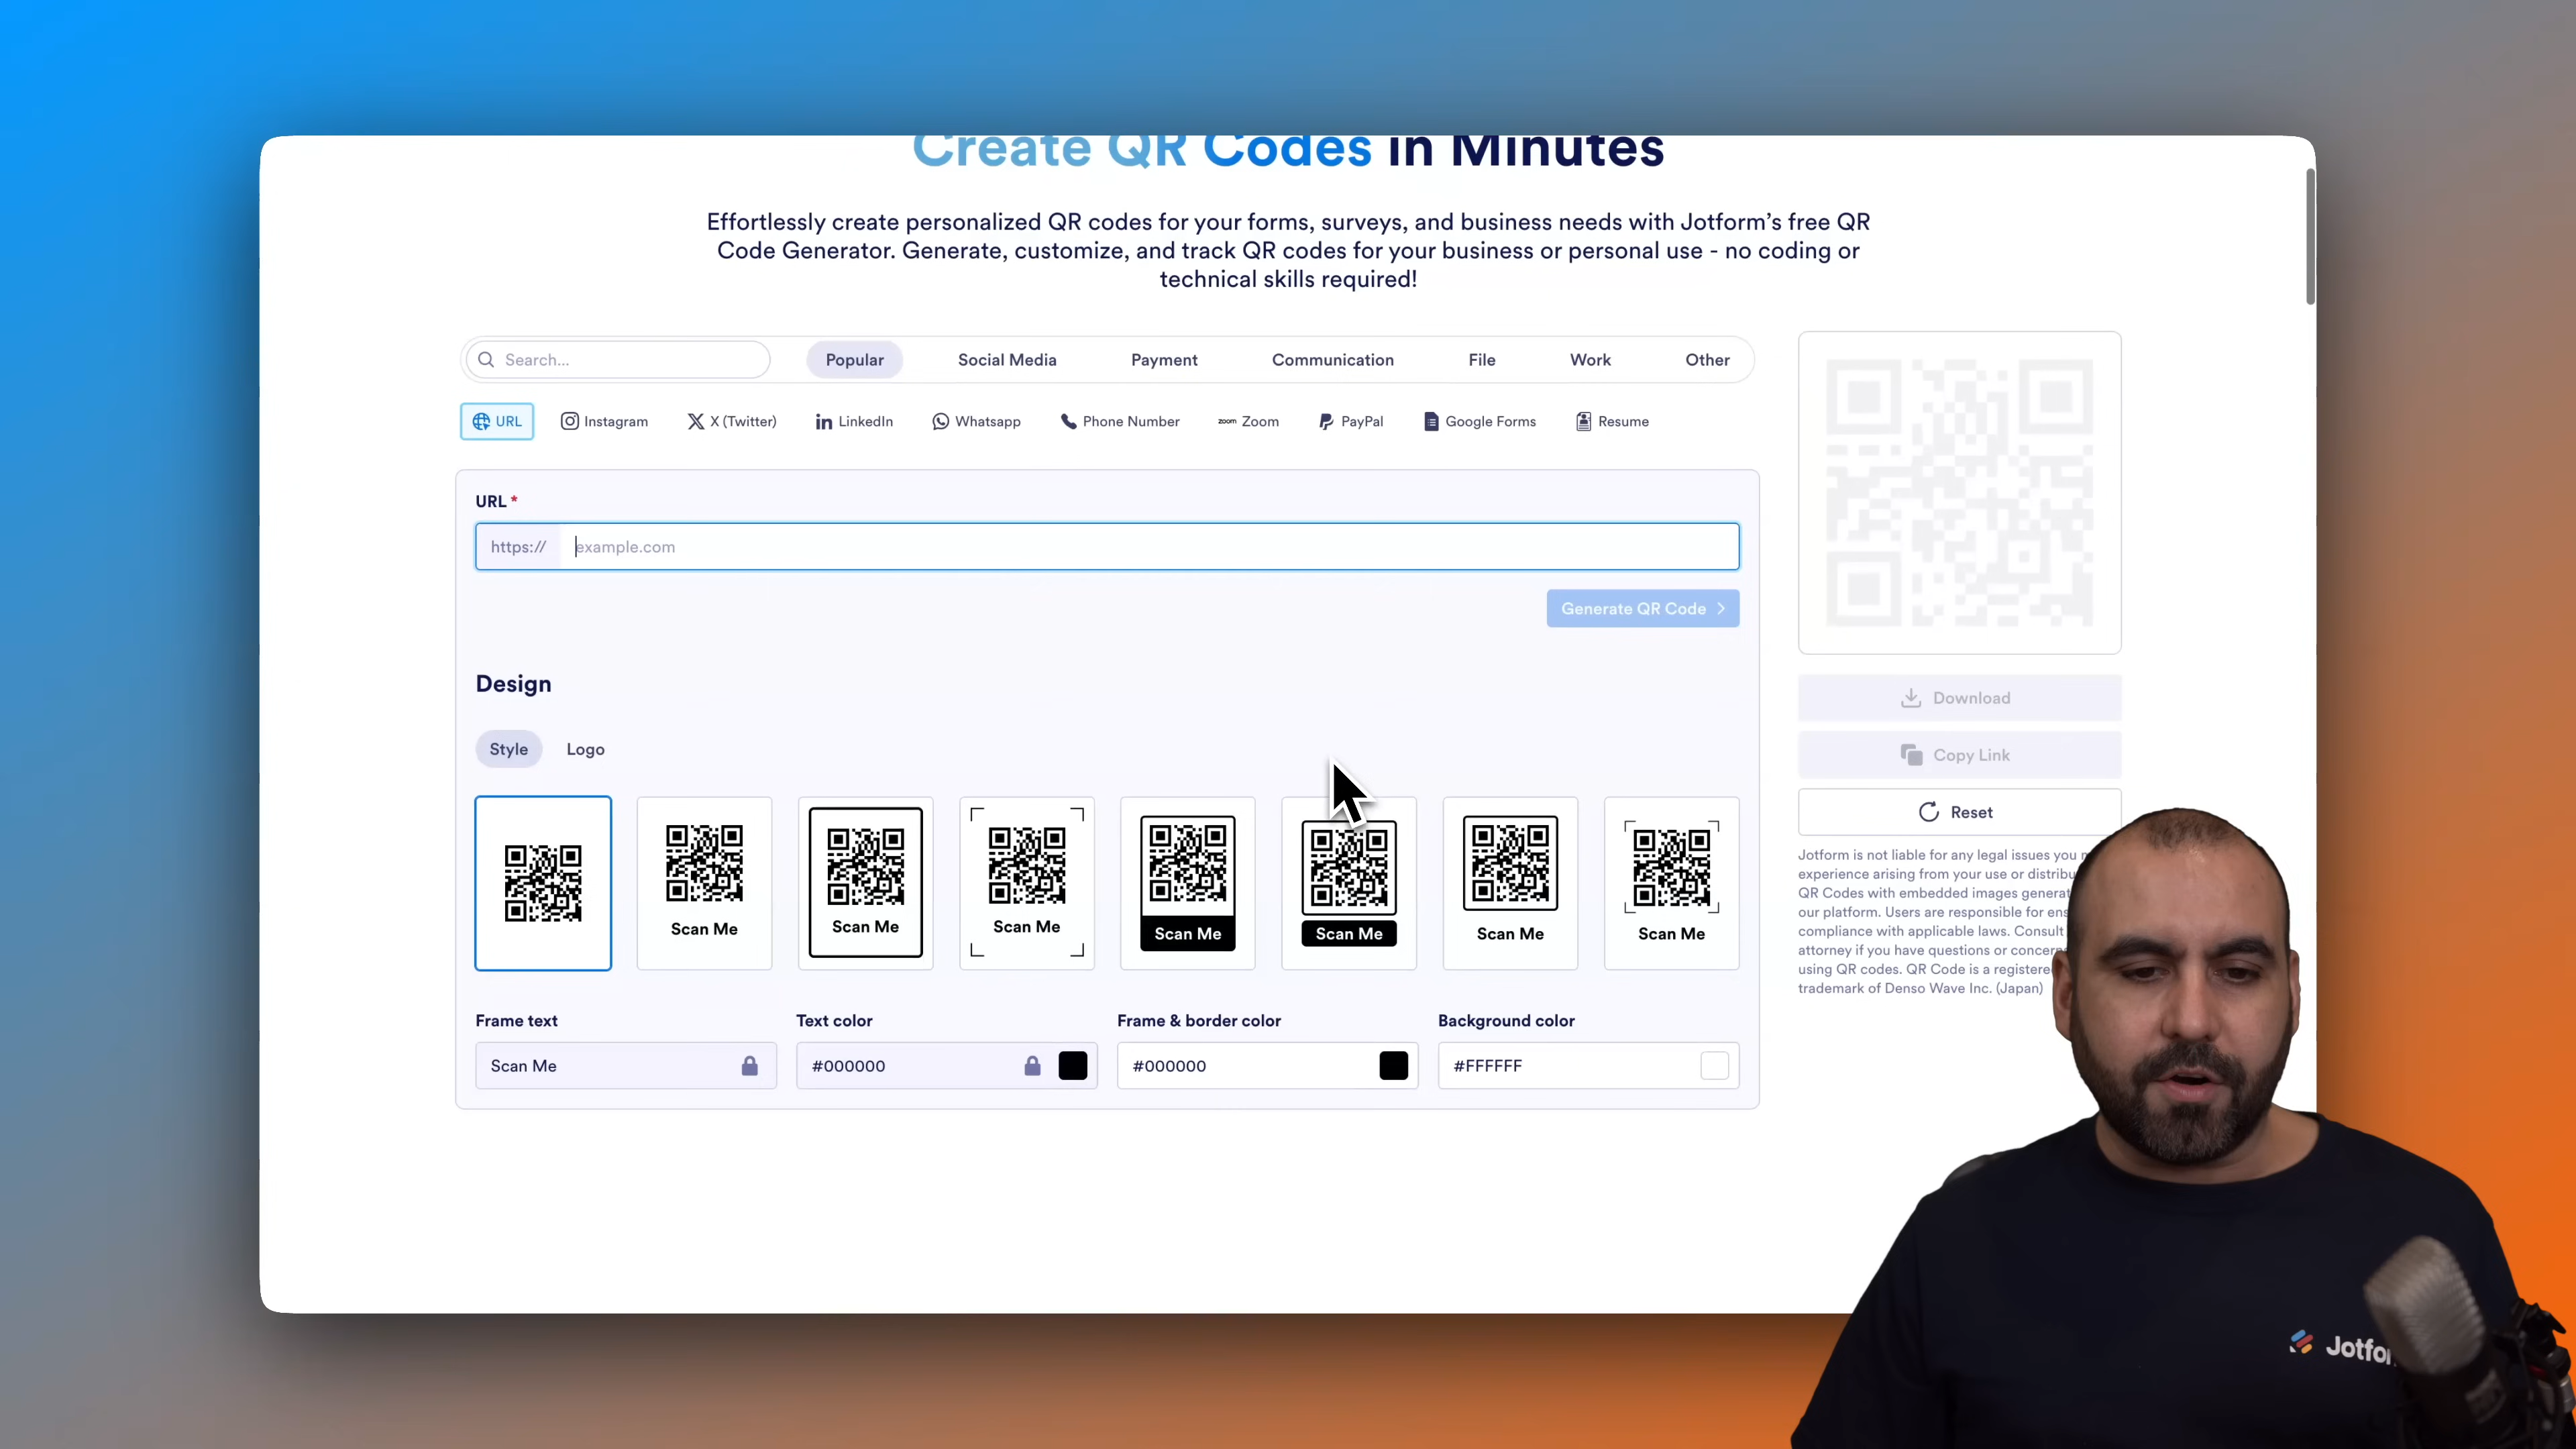 Create QR Codes in Minutes
Effortlessly create personalized QR codes for your forms, surveys, and business needs with Jotform's free QR
Code Generator. Generate, customize, and track QR codes for your business or personal use - no coding or
technical skills required!
Search...
Popular
Social Media
Payment
Communication
File
Work
Other
URL
Instagram
X (Twitter)
LinkedIn
Whatsapp
Phone Number
zoom Zoom
PayPal
Google Forms
Resume
URL *
https://
example.com
Generate QR Code
Design
Style
Logo
Scan Me
Scan Me
Scan Me
Scan Me
Scan Me
Scan Me
Scan Me
Frame text
Text color
Frame & border color
Background color
Scan Me
#000000
#000000
#FFFFFF
Download
Copy Link
Reset
Jotform is not liable for any legal issues you
experience arising from your use or
QR Codes with embedded images
our platform. Users are responsible for
compliance with applicable laws. Consult
attorney if you have questions or
using QR codes. QR Code is a
trademark of Denso Wave Inc. (Japan)